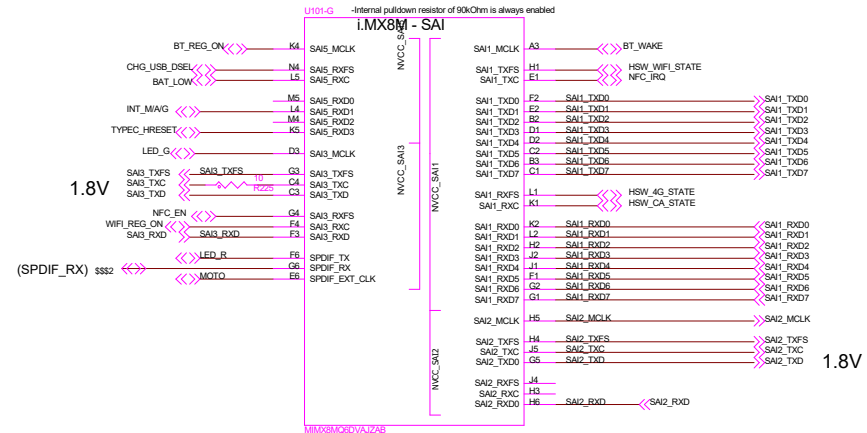 U101-G
-Internal pulldown resistor of 90kOhm is always enabled
i.MX8M - SAI
BT_REG_ON K4 SAI5_MCLK
CHG_USB_DSEL N4 SAI5_RXFS
BAT_LOW L5 SAI5_RXC
M5 SAI5_RXD0
INT_M/AG L4 SAI5_RXD1
M4 SAI5_RXD2
TYPEC_HRESET K5 SAI5_RXD3
LED_G D3 SAI3_MCLK
SAI3_TXFS SAI3_TXFS G3 SAI3_TXFS
SAI3_TXC 10 R225 C4 SAI3_TXC
SAI3_TXD C3 SAI3_TXD
1.8V
NFC_EN G4 SAI3_RXFS
WIFI_REG_ON F4 SAI3_RXC
SAI3_RXD SAI3_RXD F3 SAI3_RXD
LED_R F6 SPDIF_TX
(SPDIF_RX) $$$2 G6 SPDIF_RX
MOTO E6 SPDIF_EXT_CLK
NVCC_SAI3
NVCC_SAI1
NVCC_SAI2
SAI1_MCLK A3 BT_WAKE
SAI1_TXFS H1 HSW_WIFI_STATE
SAI1_TXC E1 NFC_IRQ
SAI1_TXD0 F2 SAI1_TXD0 SAI1_TXD0
SAI1_TXD1 E2 SAI1_TXD1 SAI1_TXD1
SAI1_TXD2 B2 SAI1_TXD2 SAI1_TXD2
SAI1_TXD3 D1 SAI1_TXD3 SAI1_TXD3
SAI1_TXD4 D2 SAI1_TXD4 SAI1_TXD4
SAI1_TXD5 C2 SAI1_TXD5 SAI1_TXD5
SAI1_TXD6 B3 SAI1_TXD6 SAI1_TXD6
SAI1_TXD7 C1 SAI1_TXD7 SAI1_TXD7
SAI1_RXFS L1 HSW_4G_STATE
SAI1_RXC K1 HSW_CA_STATE
SAI1_RXD0 K2 SAI1_RXD0 SAI1_RXD0
SAI1_RXD1 L2 SAI1_RXD1 SAI1_RXD1
SAI1_RXD2 H2 SAI1_RXD2 SAI1_RXD2
SAI1_RXD3 J2 SAI1_RXD3 SAI1_RXD3
SAI1_RXD4 J1 SAI1_RXD4 SAI1_RXD4
SAI1_RXD5 F1 SAI1_RXD5 SAI1_RXD5
SAI1_RXD6 G2 SAI1_RXD6 SAI1_RXD6
SAI1_RXD7 G1 SAI1_RXD7 SAI1_RXD7
SAI2_MCLK H5 SAI2_MCLK SAI2_MCLK
SAI2_TXFS H4 SAI2_TXFS SAI2_TXFS
SAI2_TXC J5 SAI2_TXC SAI2_TXC
SAI2_TXD0 G5 SAI2_TXD SAI2_TXD
1.8V
SAI2_RXFS J4
SAI2_RXC H3
SAI2_RXD0 H6 SAI2_RXD SAI2_RXD
MIMX8MQ6DVAJZAB